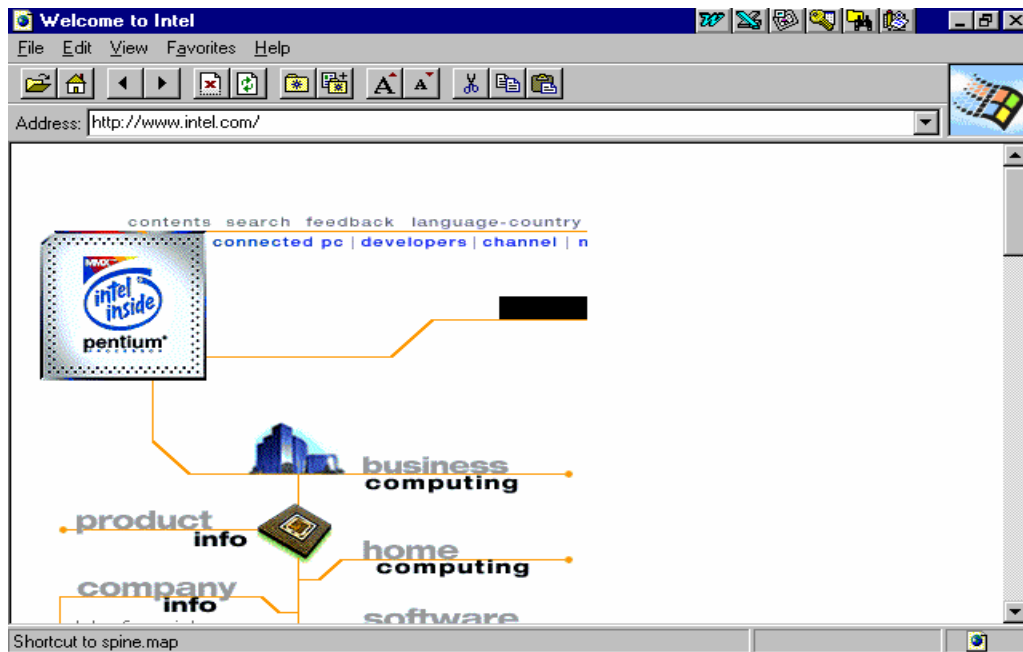 Welcome to Intel
File Edit View Favorites Help
A A
Address: http://www.intel.com/
contents search feedback language-country
connected pc | developers | channel | n
MMX
intel
inside
pentium
PROCESSOR
business
computing
product
info
home
computing
company
info
software
Shortcut to spine.map